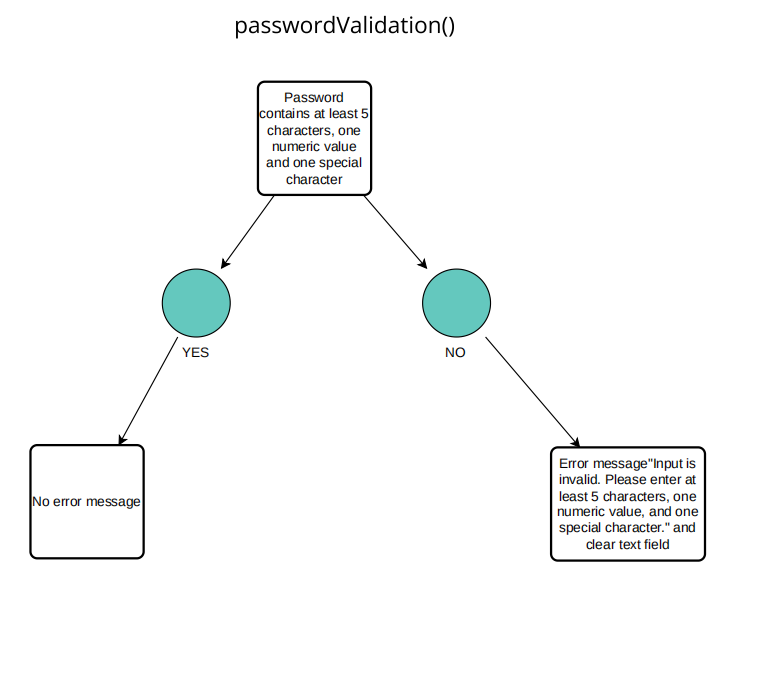 passwordValidation()
Password
contains at least 5
characters, one
numeric value
and one special
character
YES
NO
No error message
Error message"Input is
invalid. Please enter at
least 5 characters, one
numeric value, and one
special character." and
clear text field